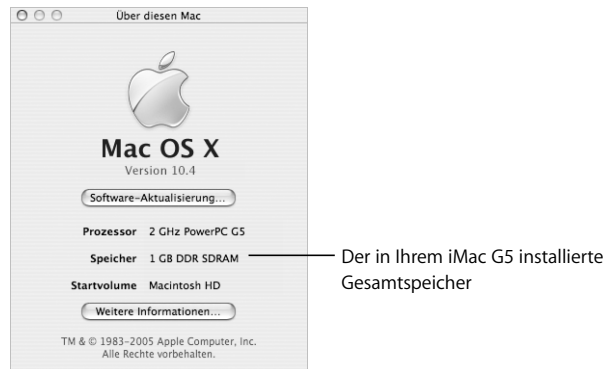 Über diesen Mac
Mac OS X
Version 10.4
Software-Aktualisierung...
Prozessor 2 GHz PowerPC G5
Speicher 1 GB DDR SDRAM
Startvolume Macintosh HD
Weitere Informationen...
TM & © 1983–2005 Apple Computer, Inc.
Alle Rechte vorbehalten.
Der in Ihrem iMac G5 installierte
Gesamtspeicher